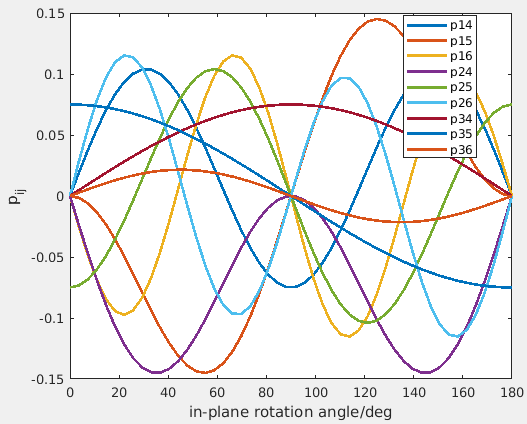 0.15
0.1
0.05
0
-0.05
-0.1
-0.15
pij
0 20 40 60 80 100 120 140 160 180
in-plane rotation angle/deg
p14
p15
p16
p24
p25
p26
p34
p35
p36